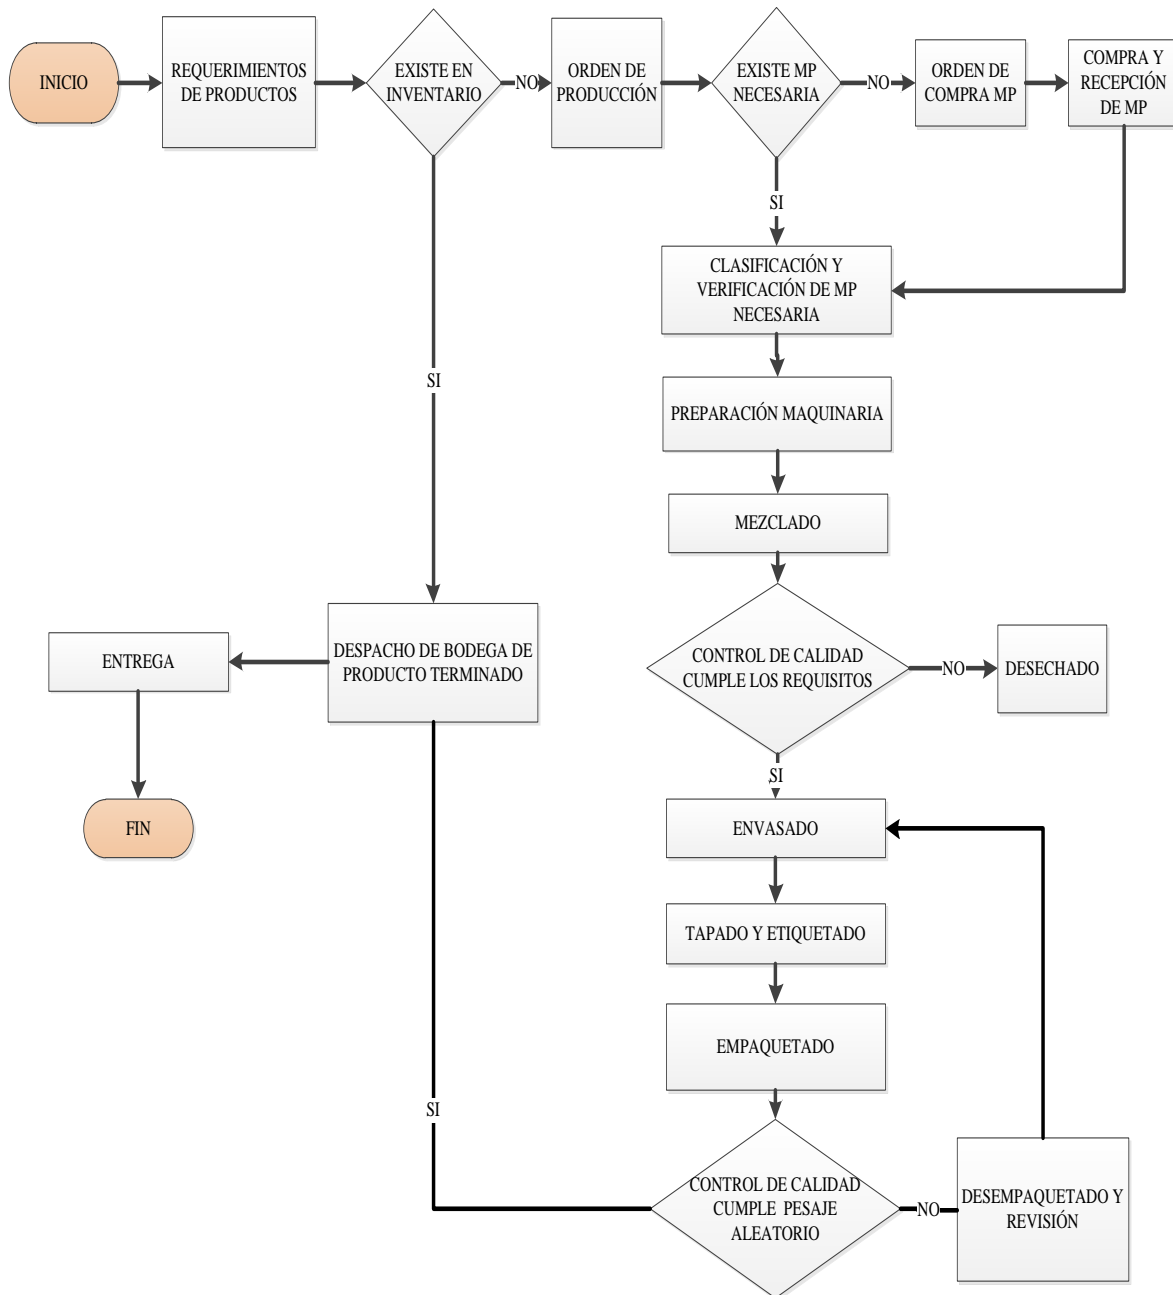 INICIO
REQUERIMIENTOS
DE PRODUCTOS
EXISTE EN
INVENTARIO
NO
ORDEN DE
PRODUCCIÓN
EXISTE MP
NECESARIA
NO
ORDEN DE
COMPRA MP
COMPRA Y
RECEPCIÓN
DE MP
SI
CLASIFICACIÓN Y
VERIFICACIÓN DE MP
NECESARIA
SI
PREPARACIÓN MAQUINARIA
MEZCLADO
ENTREGA
DESPACHO DE BODEGA DE
PRODUCTO TERMINADO
CONTROL DE CALIDAD
CUMPLE LOS REQUISITOS
NO
DESECHADO
SI
FIN
ENVASADO
TAPADO Y ETIQUETADO
EMPAQUETADO
SI
CONTROL DE CALIDAD
CUMPLE PESAJE
ALEATORIO
NO
DESEMPAQUETADO Y
REVISIÓN